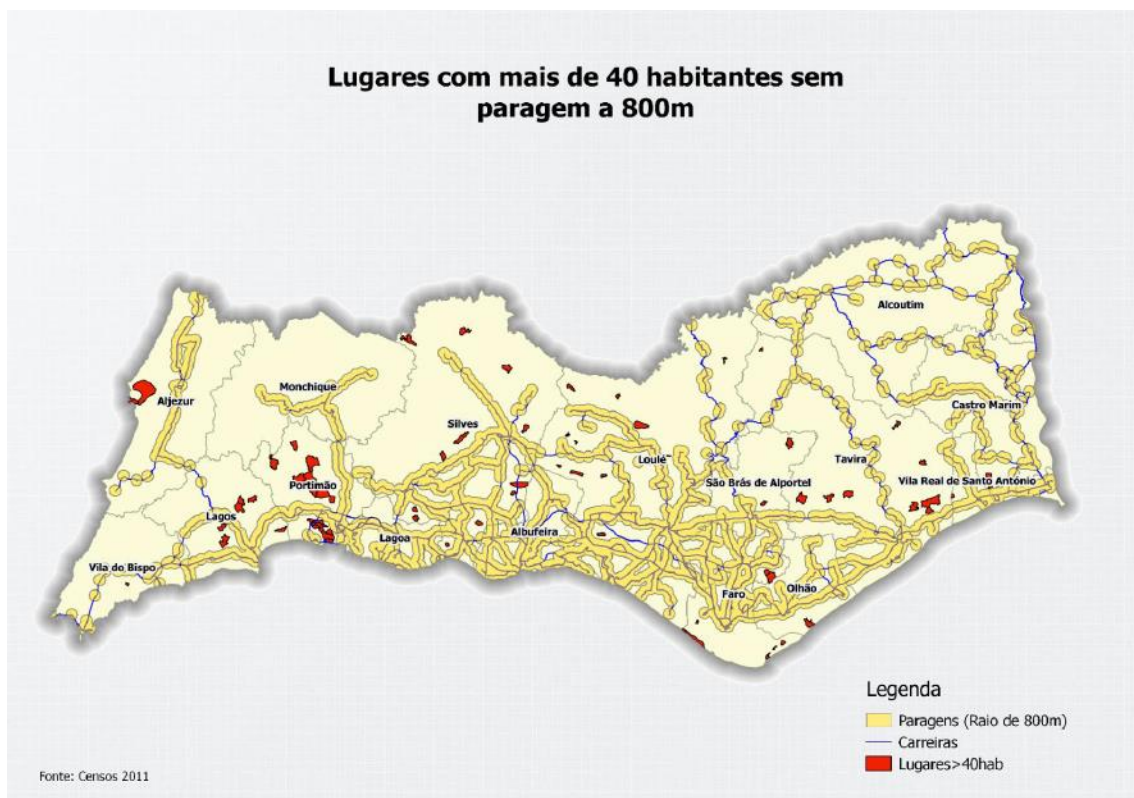 Lugares com mais de 40 habitantes sem
paragem a 800m
Alcoutim
Monchique
Aljezur
Castro Marim
Silves
Loulé
Tavira
Portimão
São Brás de Alportel
Vila Real de Santo António
Lagos
Albufeira
Lagoa
Vila do Bispo
Olhão
Faro
Legenda
Paragens (Raio de 800m)
Carreiras
Lugares>40hab
Fonte: Censos 2011